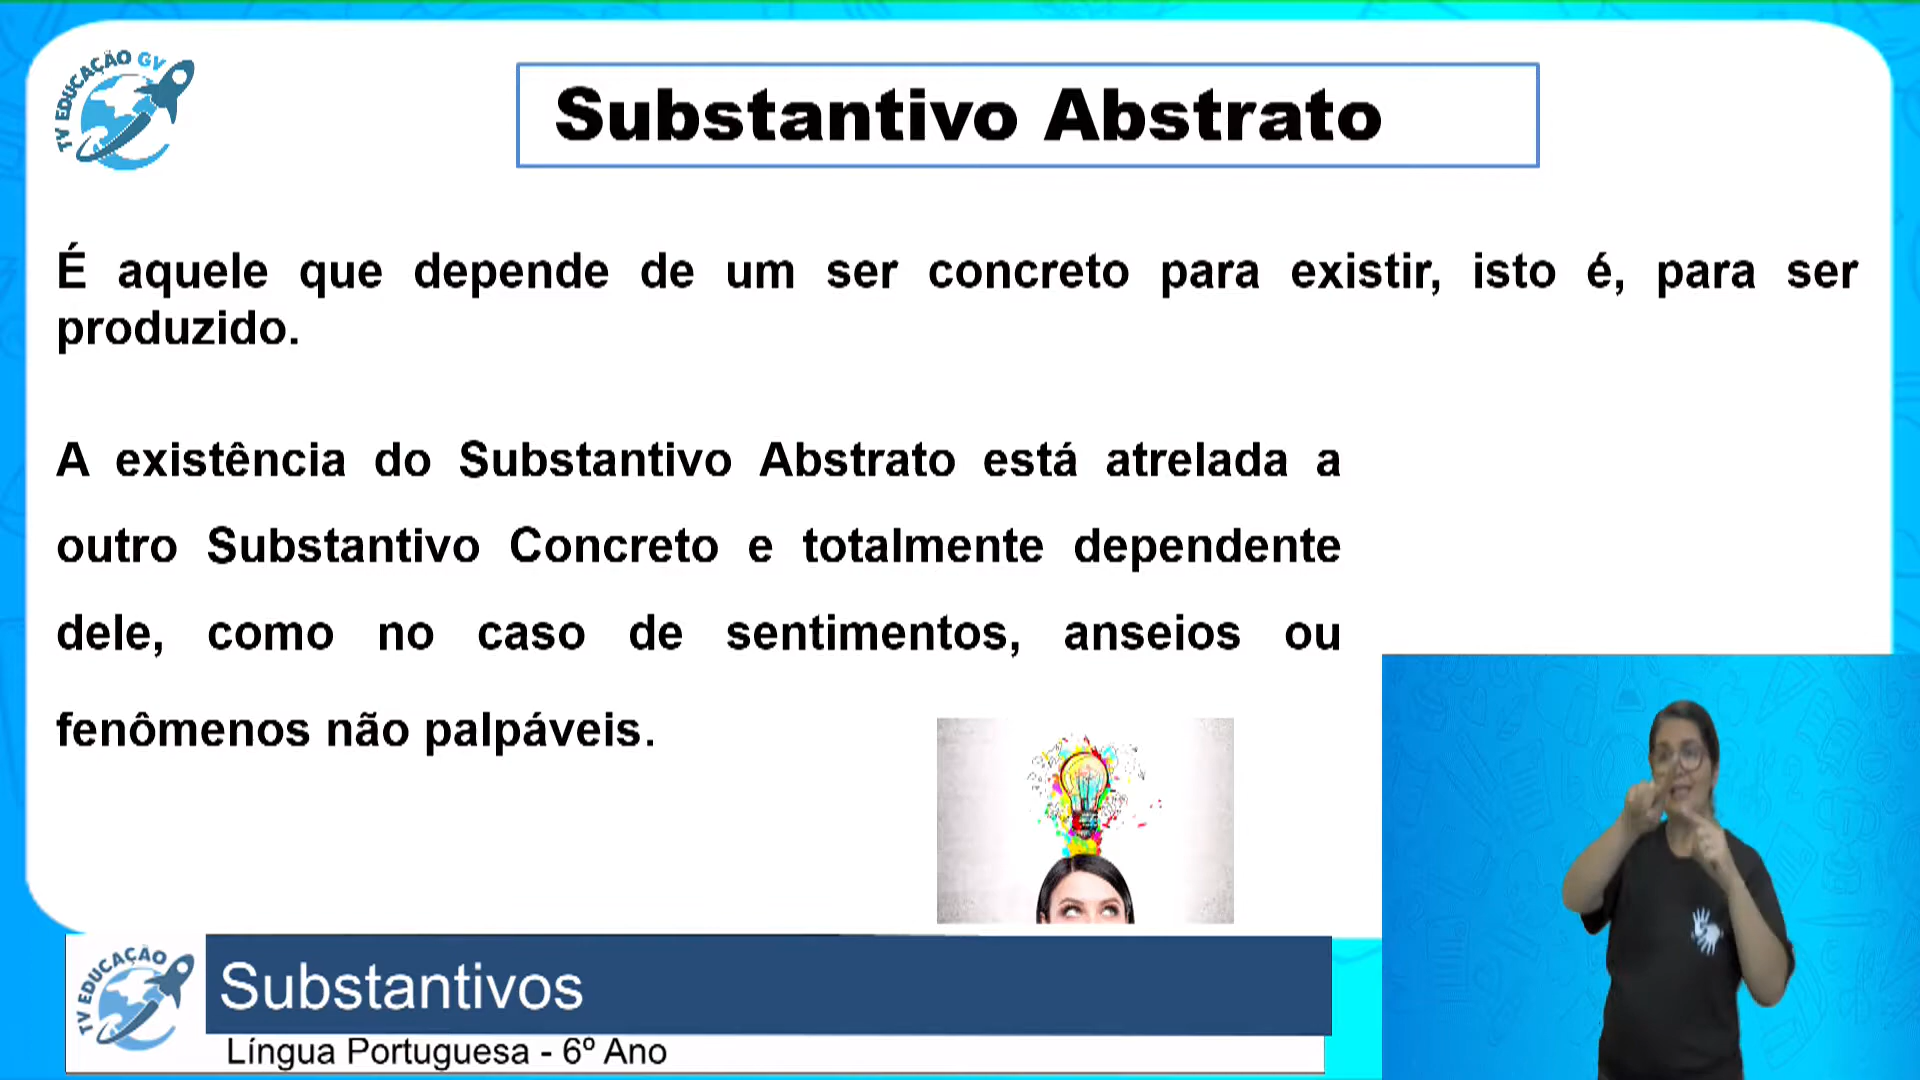 TV EDUCAÇÃO GV
Substantivo Abstrato
É aquele que depende de um ser concreto para existir, isto é, para ser
produzido.
A existência do Substantivo Abstrato está atrelada a
outro Substantivo Concreto e totalmente dependente
dele, como no caso de sentimentos, anseios ou
fenômenos não palpáveis.
TV EDUCAÇÃO
Substantivos
Língua Portuguesa - 6º Ano